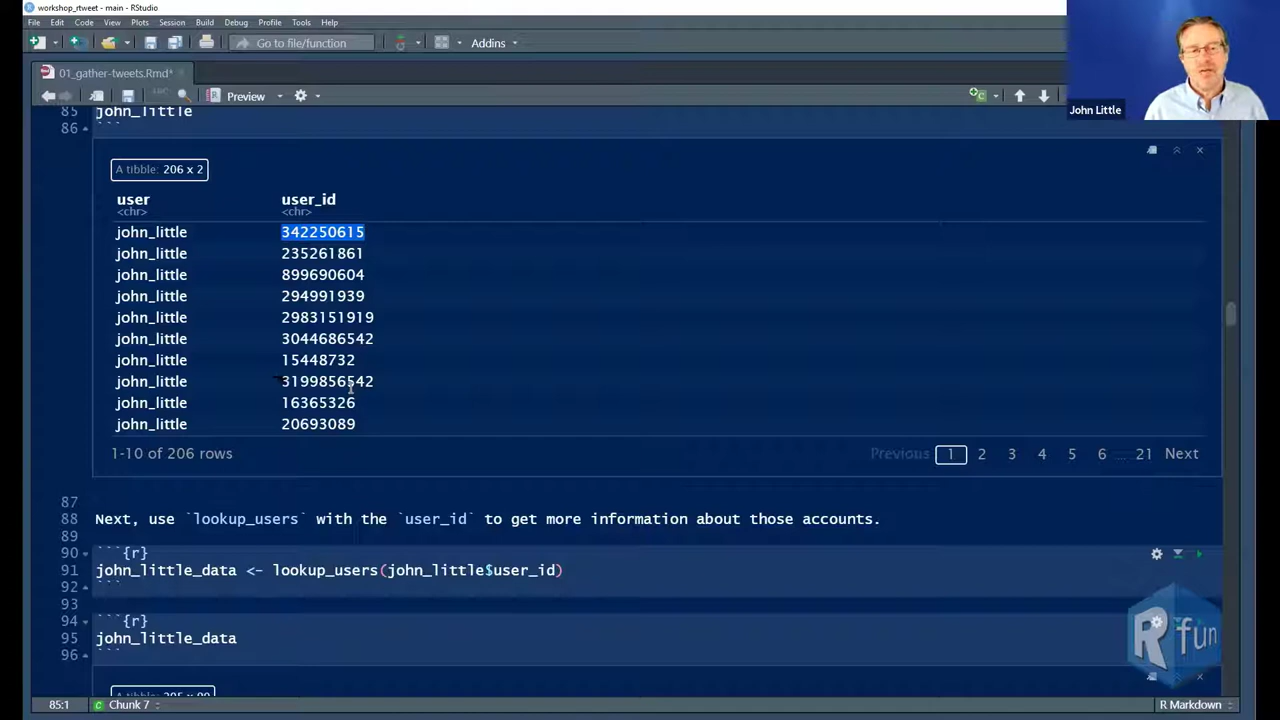 workshop_rtweet - main - RStudio
File Edit Code View Plots Session Build Debug Profile Tools Help
Go to file/function Addins
01_gather-tweets.Rmd*
Preview
John Little
85 john_little
86 ```
A tibble: 206 x 2
user user_id
<chr> <chr>
john_little 342250615
john_little 235261861
john_little 899690604
john_little 294991939
john_little 2983151919
john_little 3044686542
john_little 15448732
john_little 3199856542
john_little 16365326
john_little 20693089
1-10 of 206 rows Previous 1 2 3 4 5 6 ... 21 Next
87
88 Next, use `lookup_users` with the `user_id` to get more information about those accounts.
89
90 ```{r}
91 john_little_data <- lookup_users(john_little$user_id)
92 ```
93
94 ```{r}
95 john_little_data
96 ```
R fun
A tibble: 205 x 90
85:1 Chunk 7 R Markdown